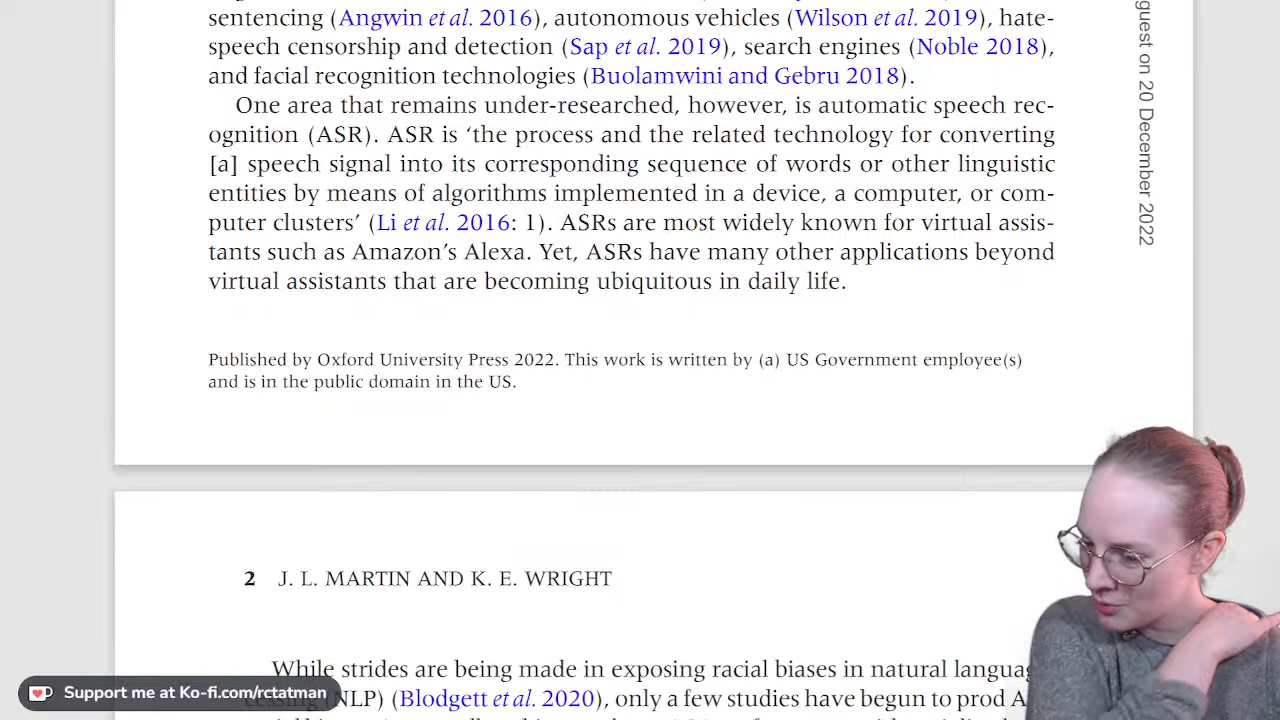 sentencing (Angwin et al. 2016), autonomous vehicles (Wilson et al. 2019), hate-
speech censorship and detection (Sap et al. 2019), search engines (Noble 2018),
and facial recognition technologies (Buolamwini and Gebru 2018).
One area that remains under-researched, however, is automatic speech rec-
ognition (ASR). ASR is ‘the process and the related technology for converting
[a] speech signal into its corresponding sequence of words or other linguistic
entities by means of algorithms implemented in a device, a computer, or com-
puter clusters’ (Li et al. 2016: 1). ASRs are most widely known for virtual assis-
tants such as Amazon’s Alexa. Yet, ASRs have many other applications beyond
virtual assistants that are becoming ubiquitous in daily life.
Published by Oxford University Press 2022. This work is written by (a) US Government employee(s)
and is in the public domain in the US.
guest on 20 December 2022
2 J. L. MARTIN AND K. E. WRIGHT
While strides are being made in exposing racial biases in natural
NLP) (Blodgett et al. 2020), only a few studies have begun to prod
Support me at Ko-fi.com/rctatman